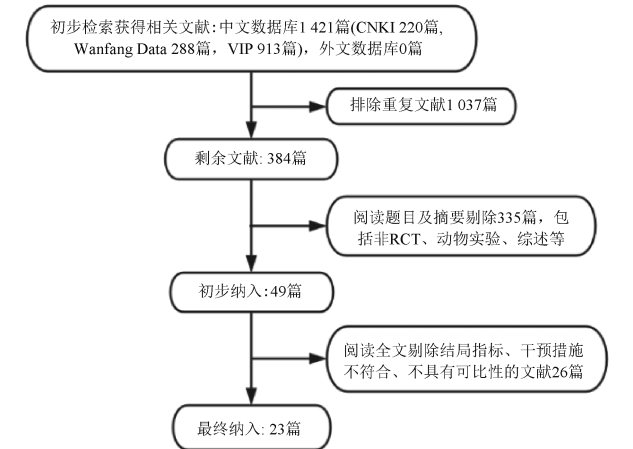 初步检索获得相关文献:中文数据库1 421篇(CNKI 220篇,
Wanfang Data 288篇，VIP 913篇)，外文数据库0篇
排除重复文献1 037篇
剩余文献: 384篇
阅读题目及摘要剔除335篇，包
括非RCT、动物实验、综述等
初步纳入:49篇
阅读全文剔除结局指标、干预措施
不符合、不具有可比性的文献26篇
最终纳入: 23篇